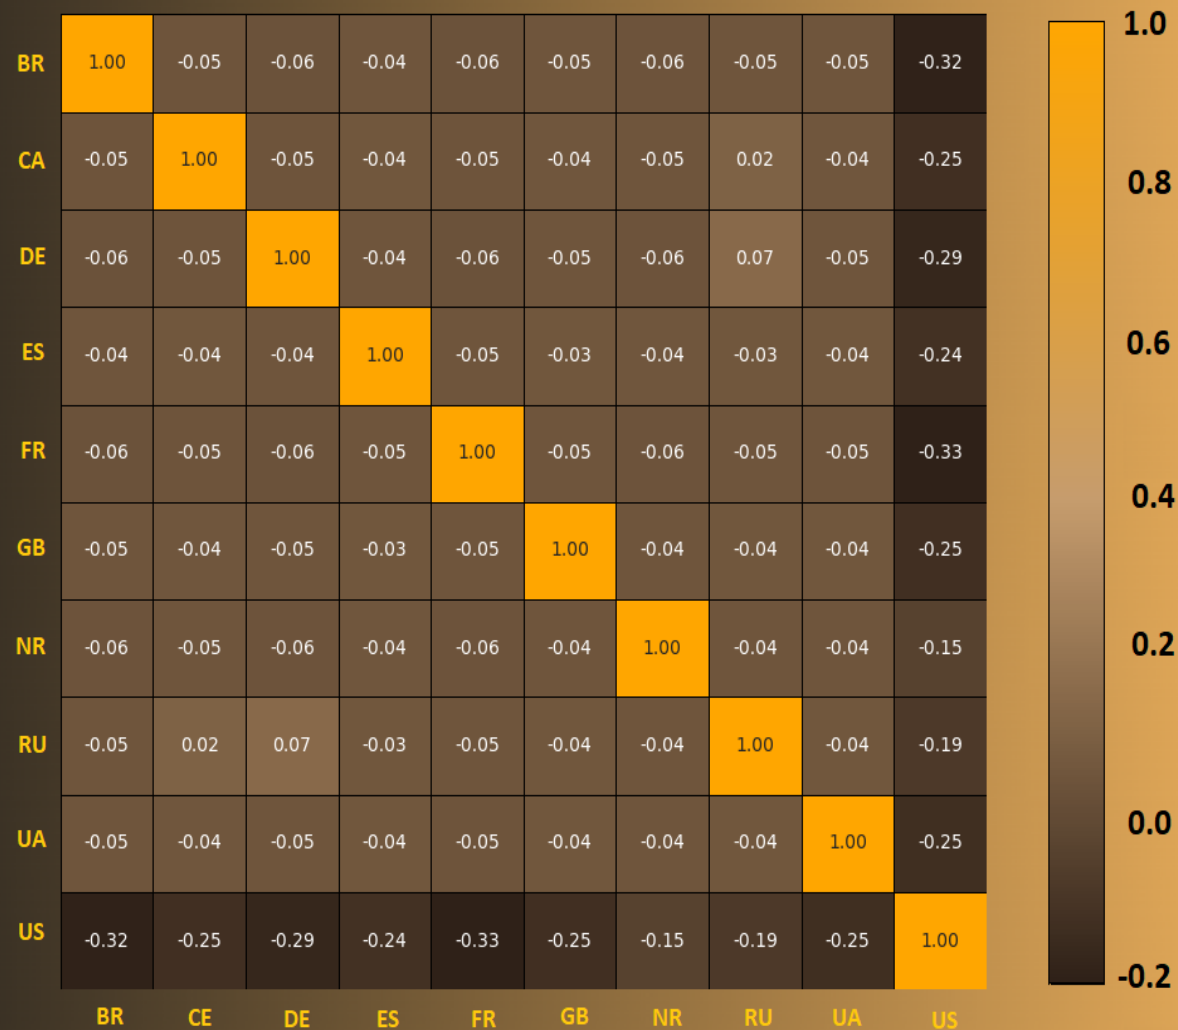 BR 1.00 -0.05 -0.06 -0.04 -0.06 -0.05 -0.06 -0.05 -0.05 -0.32
CA -0.05 1.00 -0.05 -0.04 -0.05 -0.04 -0.05 0.02 -0.04 -0.25
DE -0.06 -0.05 1.00 -0.04 -0.06 -0.05 -0.06 0.07 -0.05 -0.29
ES -0.04 -0.04 -0.04 1.00 -0.05 -0.03 -0.04 -0.03 -0.04 -0.24
FR -0.06 -0.05 -0.06 -0.05 1.00 -0.05 -0.06 -0.05 -0.05 -0.33
GB -0.05 -0.04 -0.05 -0.03 -0.05 1.00 -0.04 -0.04 -0.04 -0.25
NR -0.06 -0.05 -0.06 -0.04 -0.06 -0.04 1.00 -0.04 -0.04 -0.15
RU -0.05 0.02 0.07 -0.03 -0.05 -0.04 -0.04 1.00 -0.04 -0.19
UA -0.05 -0.04 -0.05 -0.04 -0.05 -0.04 -0.04 -0.04 1.00 -0.25
US -0.32 -0.25 -0.29 -0.24 -0.33 -0.25 -0.15 -0.19 -0.25 1.00
BR CE DE ES FR GB NR RU UA US
1.0
0.8
0.6
0.4
0.2
0.0
-0.2